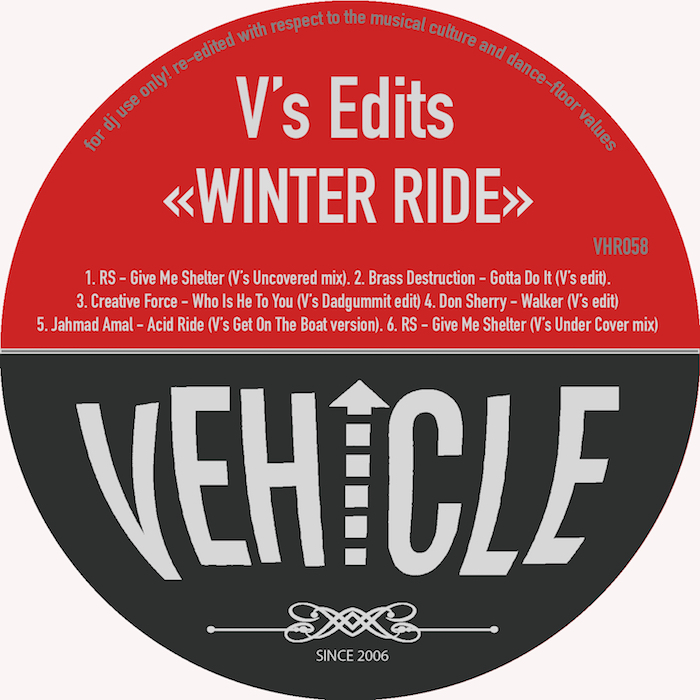 for dj use only! re-edited with respect to the musical culture and dance-floor values
V's Edits
«WINTER RIDE»
VHR058
1. RS - Give Me Shelter (V's Uncovered mix). 2. Brass Destruction - Gotta Do It (V's edit).
3. Creative Force - Who Is He To You (V's Dadgummit edit) 4. Don Sherry - Walker (V's edit)
5. Jahmad Amal - Acid Ride (V's Get On The Boat version). 6. RS - Give Me Shelter (V's Under Cover mix)
VEHICLE
SINCE 2006